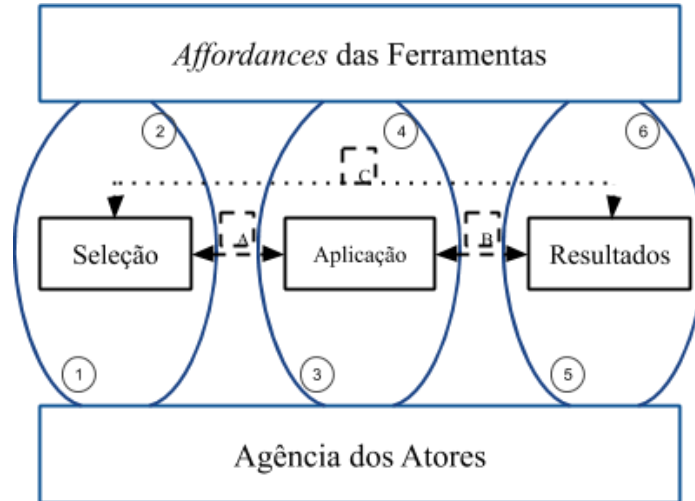 Affordances das Ferramentas
2 4 6
C
A B
Seleção Aplicação Resultados
1 3 5
Agência dos Atores